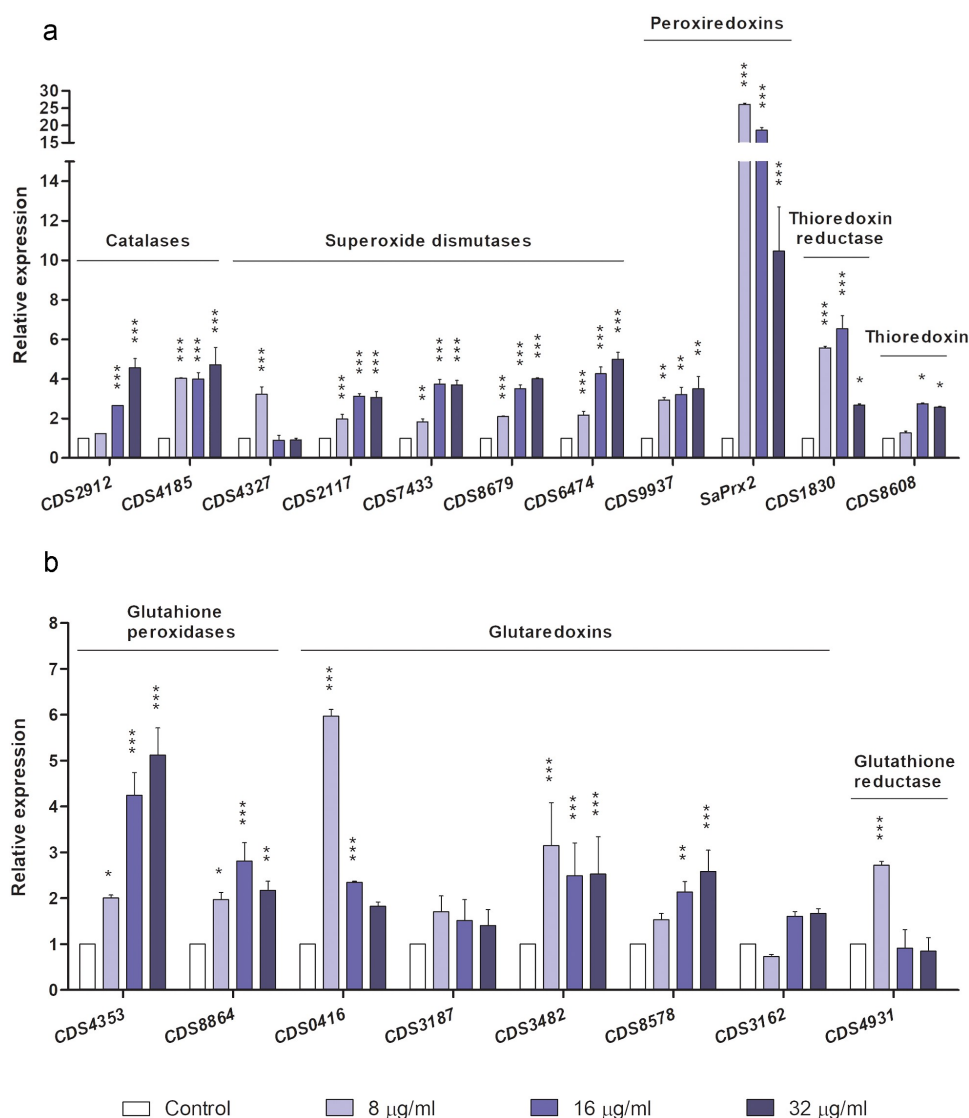 a
Peroxiredoxins
***
***
30
25
20
15
14
12
10
8
6
4
2
0
Relative expression
***
Catalases
Superoxide dismutases
Thioredoxin
reductase
Thioredoxin
***
***
***
***
***
***
***
***
***
**
***
***
***
***
***
***
***
***
**
**
**
***
***
*
*
*
CDS2912
CDS4185
CDS4327
CDS2117
CDS7433
CDS8679
CDS6474
CDS9937
SaPrx2
CDS1830
CDS8608
b
8
7
6
5
4
3
2
1
0
Relative expression
Glutahione
peroxidases
Glutaredoxins
Glutathione
reductase
*
***
***
*
***
**
***
***
***
***
***
**
***
***
CDS4353
CDS8864
CDS0416
CDS3187
CDS3482
CDS8578
CDS3162
CDS4931
Control 8 μg/ml 16 μg/ml 32 μg/ml